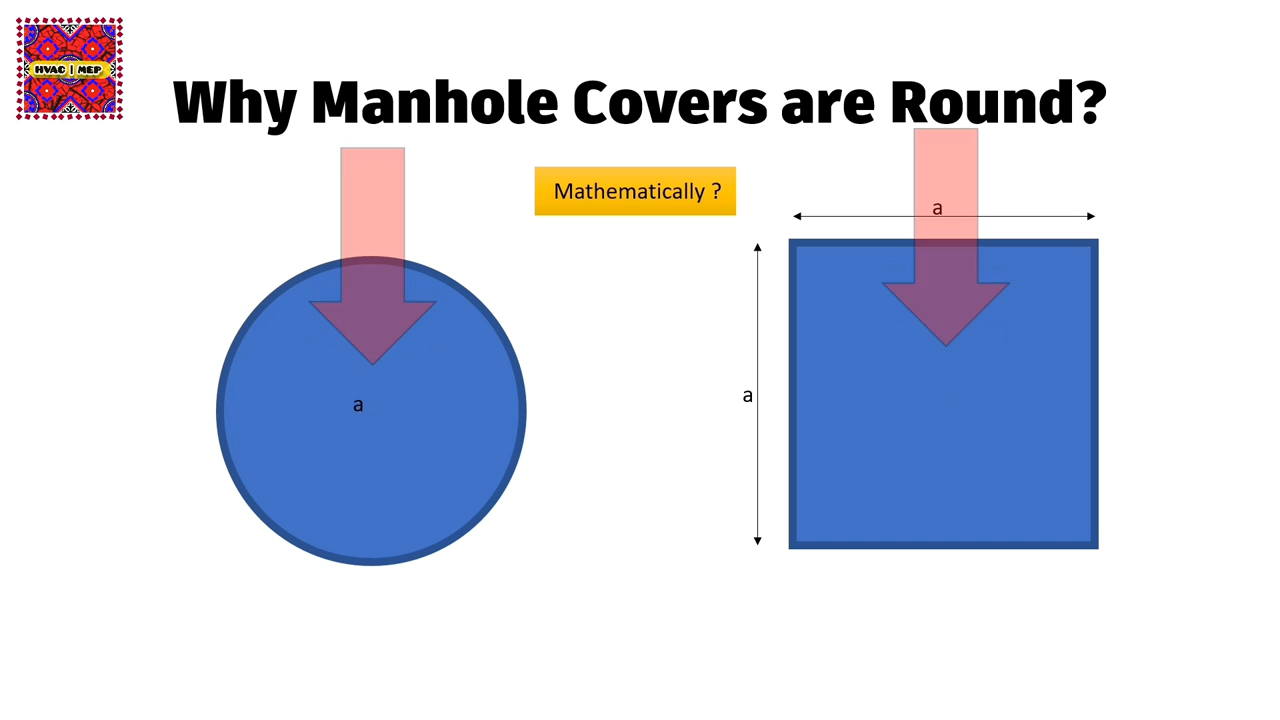 HVAC | MEP
Why Manhole Covers are Round?
Mathematically ?
a
a
a